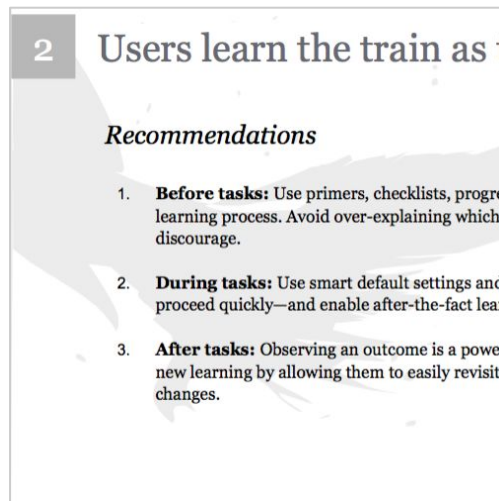 2
Users learn the train as
Recommendations
1. Before tasks: Use primers, checklists, progre
learning process. Avoid over-explaining which
discourage.
2. During tasks: Use smart default settings and
proceed quickly—and enable after-the-fact lea
3. After tasks: Observing an outcome is a powe
new learning by allowing them to easily revisit
changes.